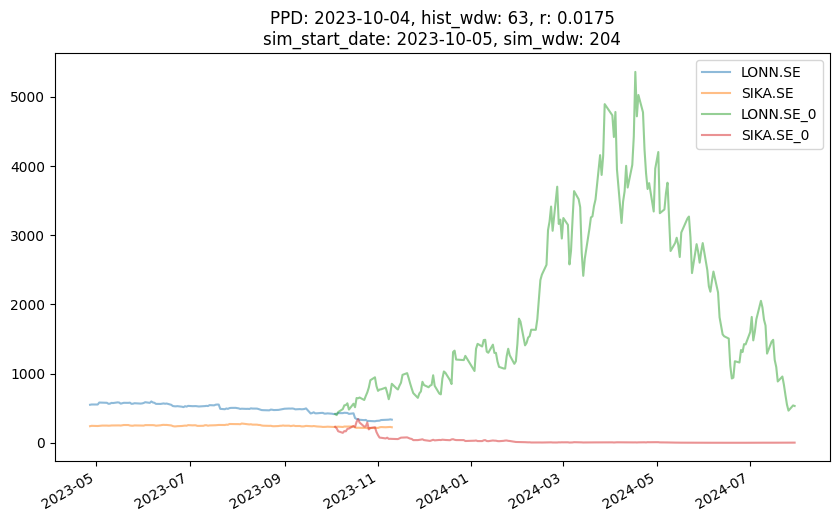 PPD: 2023-10-04, hist_wdw: 63, r: 0.0175
sim_start_date: 2023-10-05, sim_wdw: 204
LONN.SE
SIKA.SE
LONN.SE_0
SIKA.SE_0
5000
4000
3000
2000
1000
0
2023-05
2023-07
2023-09
2023-11
2024-01
2024-03
2024-05
2024-07